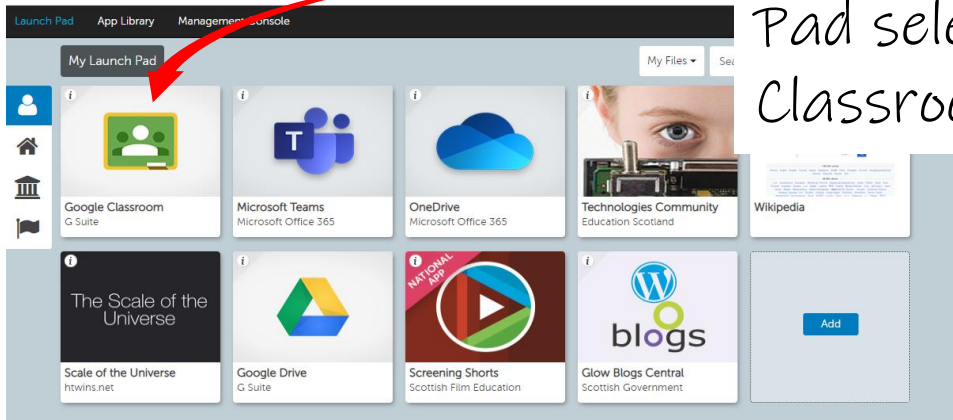 Launch Pad App Library Management Console
Pad
My Launch Pad
My Files
Google Classroom
G Suite
T
Microsoft Teams
Microsoft Office 365
OneDrive
Microsoft Office 365
Technologies Community
Education Scotland
Wikipedia
The Scale of the
Universe
Scale of the Universe
htwins.net
Google Drive
G Suite
NATIONAL
APP
Screening Shorts
Scottish Film Education
blogs
Glow Blogs Central
Scottish Government
Add